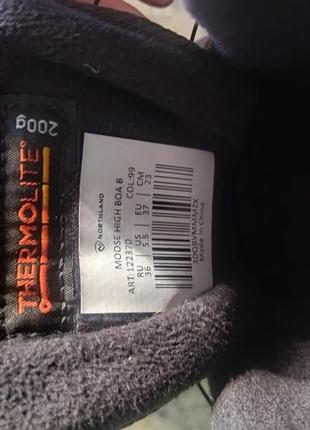 THERMOLITE®
200g
NORTHLAND
MOOSE HIGH BOA B
ART:122370 COL:99
RU | US | EU | CM
36 | 5.5 | 37 | 23
Made in China